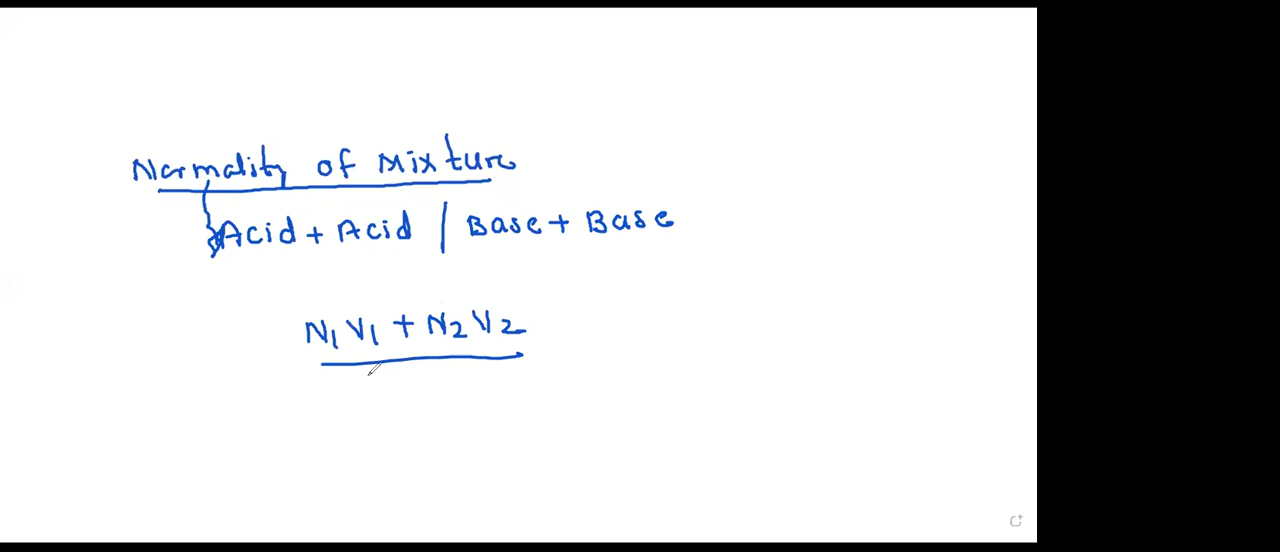 Normality of Mixture
Acid + Acid | Base + Base
N₁V₁ + N₂V₂